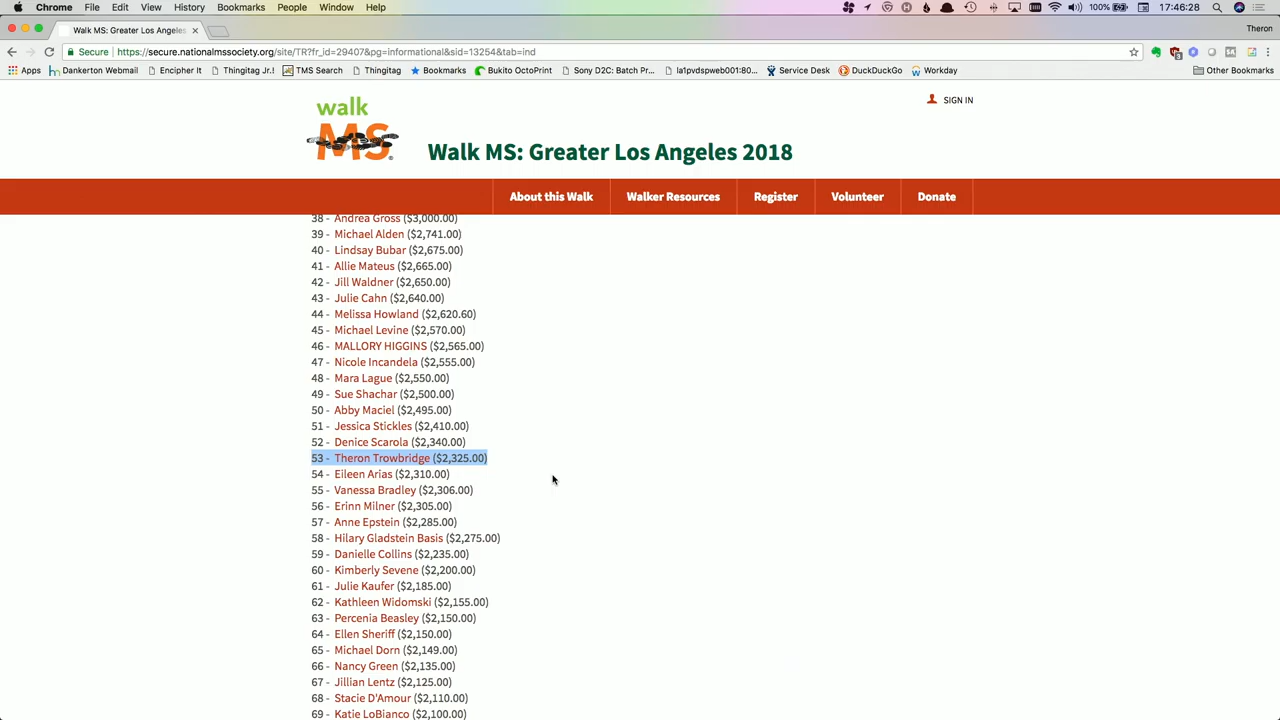 Chrome File Edit View History Bookmarks People Window Help 100% 17:46:28
Walk MS: Greater Los Angeles Theron
Secure https://secure.nationalmssociety.org/site/TR?fr_id=29407&pg=informational&sid=13254&tab=ind
Apps Dankerton Webmail Encipher It Thingitag Jr.! TMS Search Thingitag Bookmarks Bukito OctoPrint Sony D2C: Batch Pr... la1pvdspweb001:80... Service Desk DuckDuckGo Workday Other Bookmarks
walk
MS
SIGN IN
Walk MS: Greater Los Angeles 2018
About this Walk Walker Resources Register Volunteer Donate
38 - Andrea Gross ($3,000.00)
39 - Michael Alden ($2,741.00)
40 - Lindsay Bubar ($2,675.00)
41 - Allie Mateus ($2,665.00)
42 - Jill Waldner ($2,650.00)
43 - Julie Cahn ($2,640.00)
44 - Melissa Howland ($2,620.60)
45 - Michael Levine ($2,570.00)
46 - MALLORY HIGGINS ($2,565.00)
47 - Nicole Incandela ($2,555.00)
48 - Mara Lague ($2,550.00)
49 - Sue Shachar ($2,500.00)
50 - Abby Maciel ($2,495.00)
51 - Jessica Stickles ($2,410.00)
52 - Denice Scarola ($2,340.00)
53 - Theron Trowbridge ($2,325.00)
54 - Eileen Arias ($2,310.00)
55 - Vanessa Bradley ($2,306.00)
56 - Erinn Milner ($2,305.00)
57 - Anne Epstein ($2,285.00)
58 - Hilary Gladstein Basis ($2,275.00)
59 - Danielle Collins ($2,235.00)
60 - Kimberly Sevene ($2,200.00)
61 - Julie Kaufer ($2,185.00)
62 - Kathleen Widomski ($2,155.00)
63 - Percenia Beasley ($2,150.00)
64 - Ellen Sheriff ($2,150.00)
65 - Michael Dorn ($2,149.00)
66 - Nancy Green ($2,135.00)
67 - Jillian Lentz ($2,125.00)
68 - Stacie D'Amour ($2,110.00)
69 - Katie LoBianco ($2,100.00)